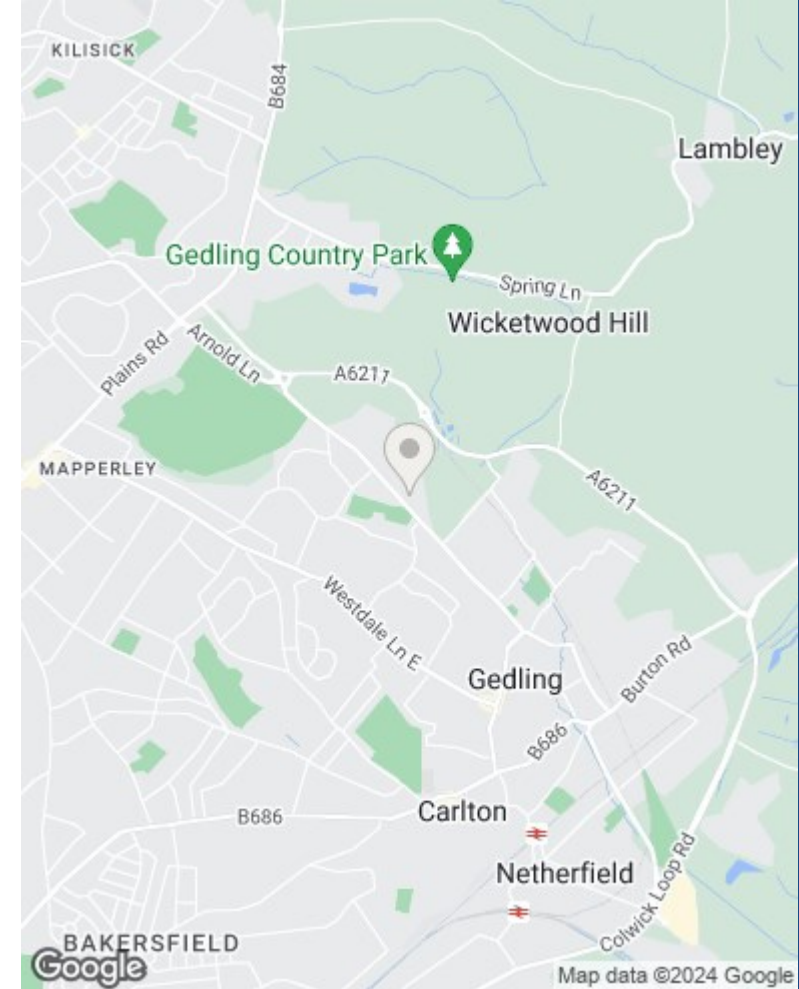 KILISICK
B684
Lambley
Gedling Country Park
Spring Ln
Wicketwood Hill
Plains Rd
Arnold Ln
A6211
MAPPERLEY
A6211
Westdale Ln E
Gedling
Burton Rd
B686
Carlton
B686
Netherfield
Colwick Loop Rd
BAKERSFIELD
Google
Map data ©2024 Google